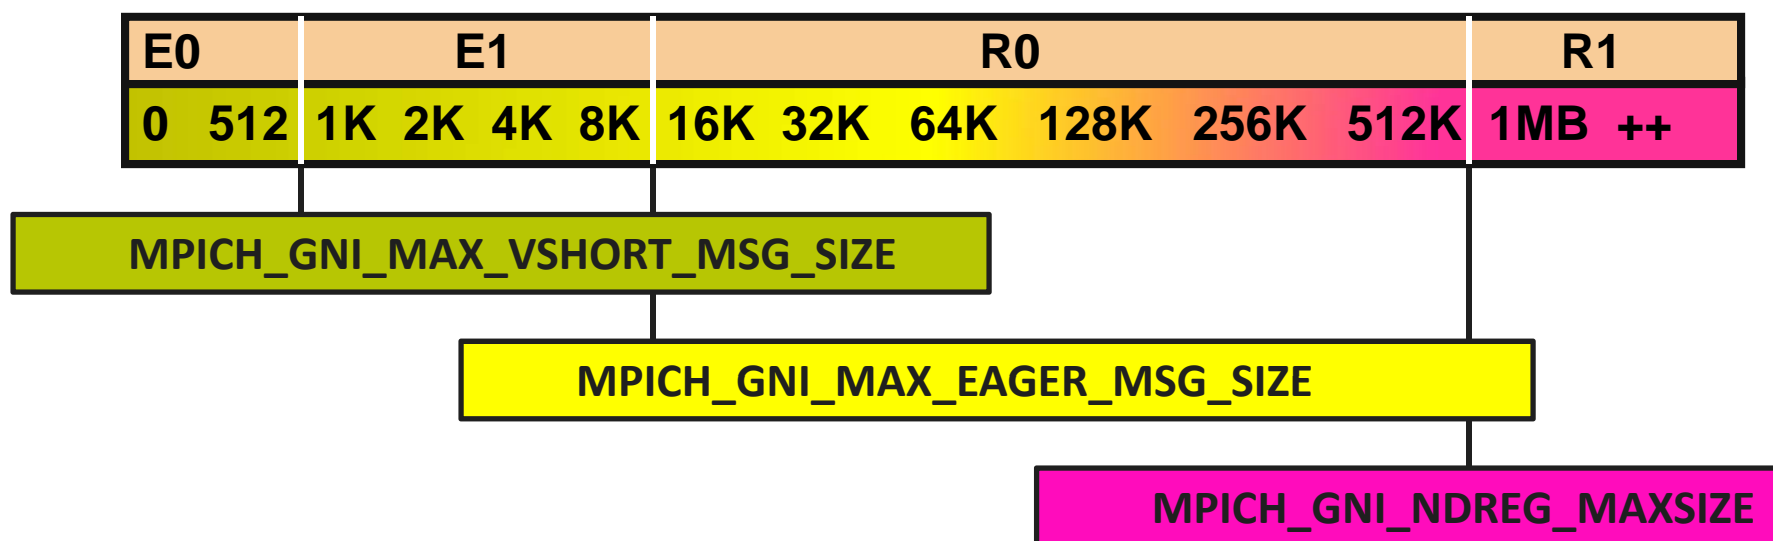 E0 E1 R0 R1
0 512 1K 2K 4K 8K 16K 32K 64K 128K 256K 512K 1MB ++
MPICH_GNI_MAX_VSHORT_MSG_SIZE
MPICH_GNI_MAX_EAGER_MSG_SIZE
MPICH_GNI_NDREG_MAXSIZE